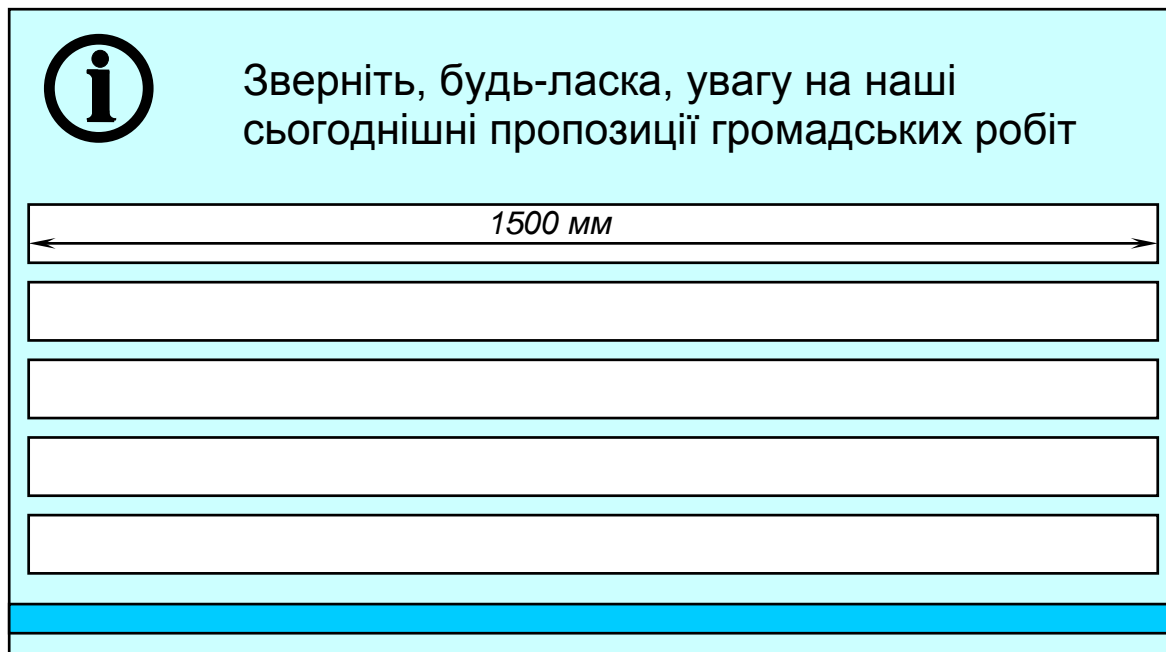 Зверніть, будь-ласка, увагу на наші
сьогоднішні пропозиції громадських робіт
1500 мм